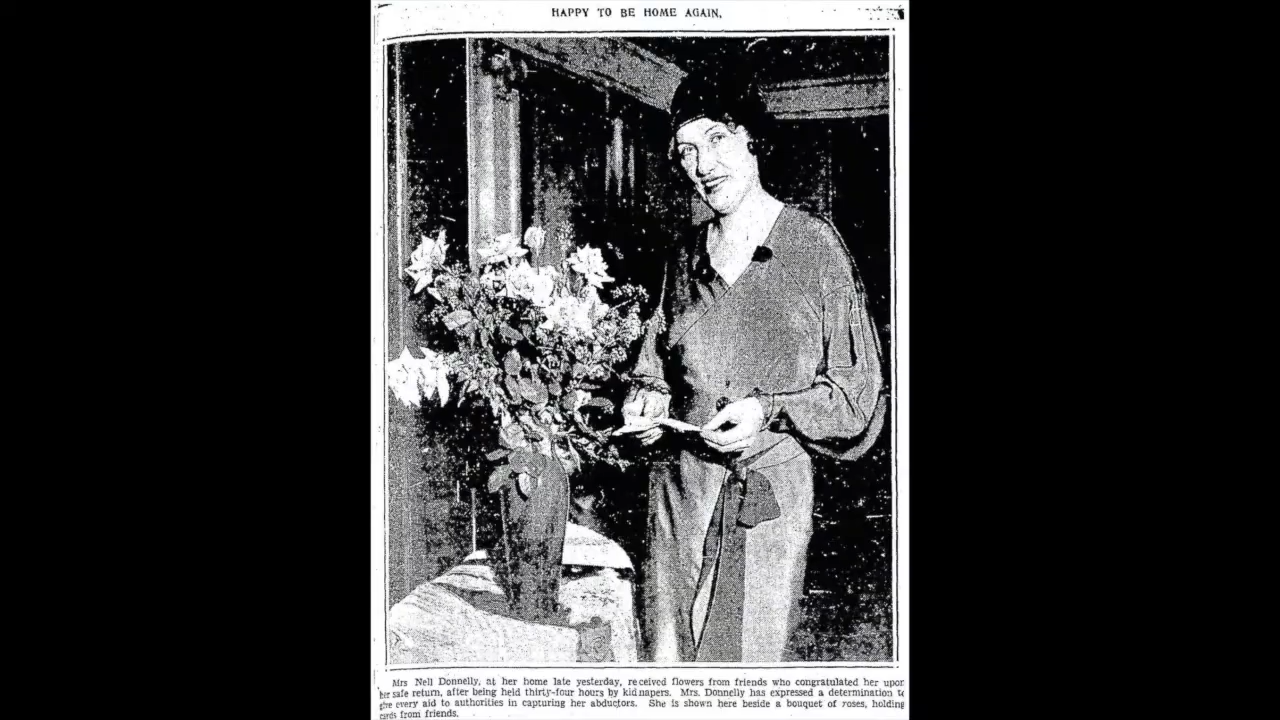 HAPPY TO BE HOME AGAIN.
Mrs Nell Donnelly, at her home late yesterday, received flowers from friends who congratulated her upon
her safe return, after being held thirty-four hours by kidnapers. Mrs. Donnelly has expressed a determination to
give every aid to authorities in capturing her abductors. She is shown here beside a bouquet of roses, holding
cards from friends.